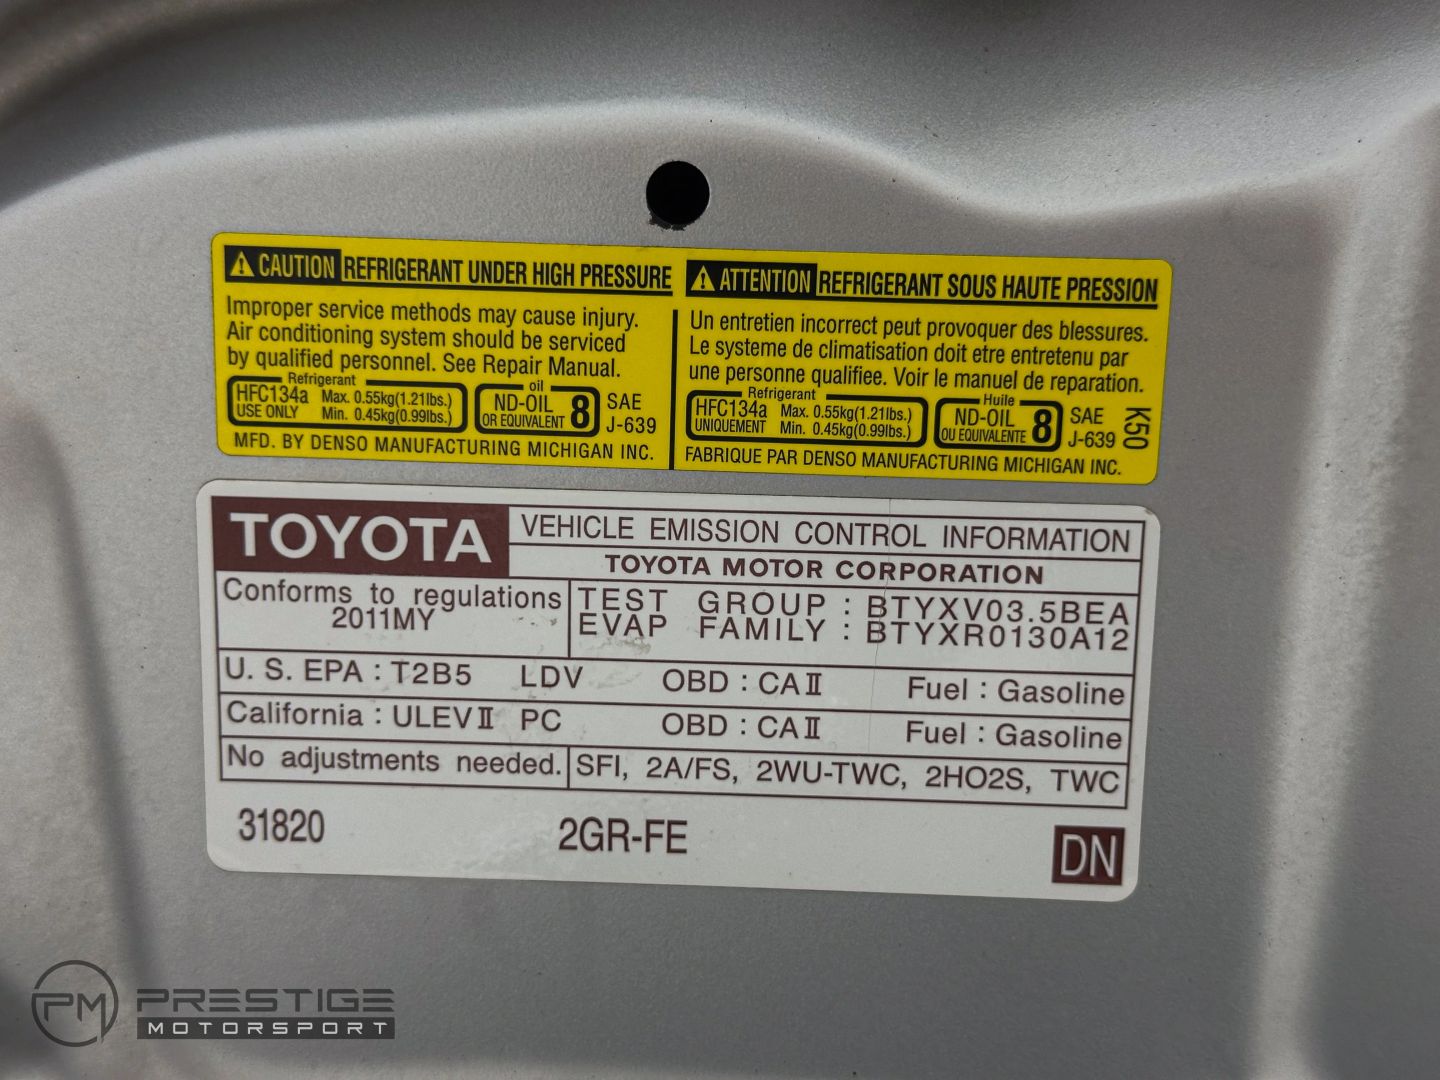 CAUTION REFRIGERANT UNDER HIGH PRESSURE
Improper service methods may cause injury.
Air conditioning system should be serviced
by qualified personnel. See Repair Manual.
Refrigerant
HFC134a Max. 0.55kg(1.21lbs.)
USE ONLY Min. 0.45kg(0.99lbs.)
oil
ND-OIL 8
OR EQUIVALENT
SAE
J-639
MFD. BY DENSO MANUFACTURING MICHIGAN INC.
ATTENTION REFRIGERANT SOUS HAUTE PRESSION
Un entretien incorrect peut provoquer des blessures.
Le systeme de climatisation doit etre entretenu par
une personne qualifiee. Voir le manuel de reparation.
Refrigerant
HFC134a Max. 0.55kg(1.21lbs.)
UNIQUEMENT Min. 0.45kg(0.99lbs.)
Huile
ND-OIL 8
OU EQUIVALENTE
SAE
J-639
K50
FABRIQUE PAR DENSO MANUFACTURING MICHIGAN INC.
TOYOTA
VEHICLE EMISSION CONTROL INFORMATION
TOYOTA MOTOR CORPORATION
Conforms to regulations
2011MY
TEST GROUP : BTYXV03.5BEA
EVAP FAMILY : BTYXR0130A12
U. S. EPA : T2B5 LDV OBD : CAⅡ Fuel : Gasoline
California : ULEVⅡ PC OBD : CAⅡ Fuel : Gasoline
No adjustments needed. SFI, 2A/FS, 2WU-TWC, 2HO2S, TWC
31820 2GR-FE DN
PM PRESTIGE
MOTORSPORT